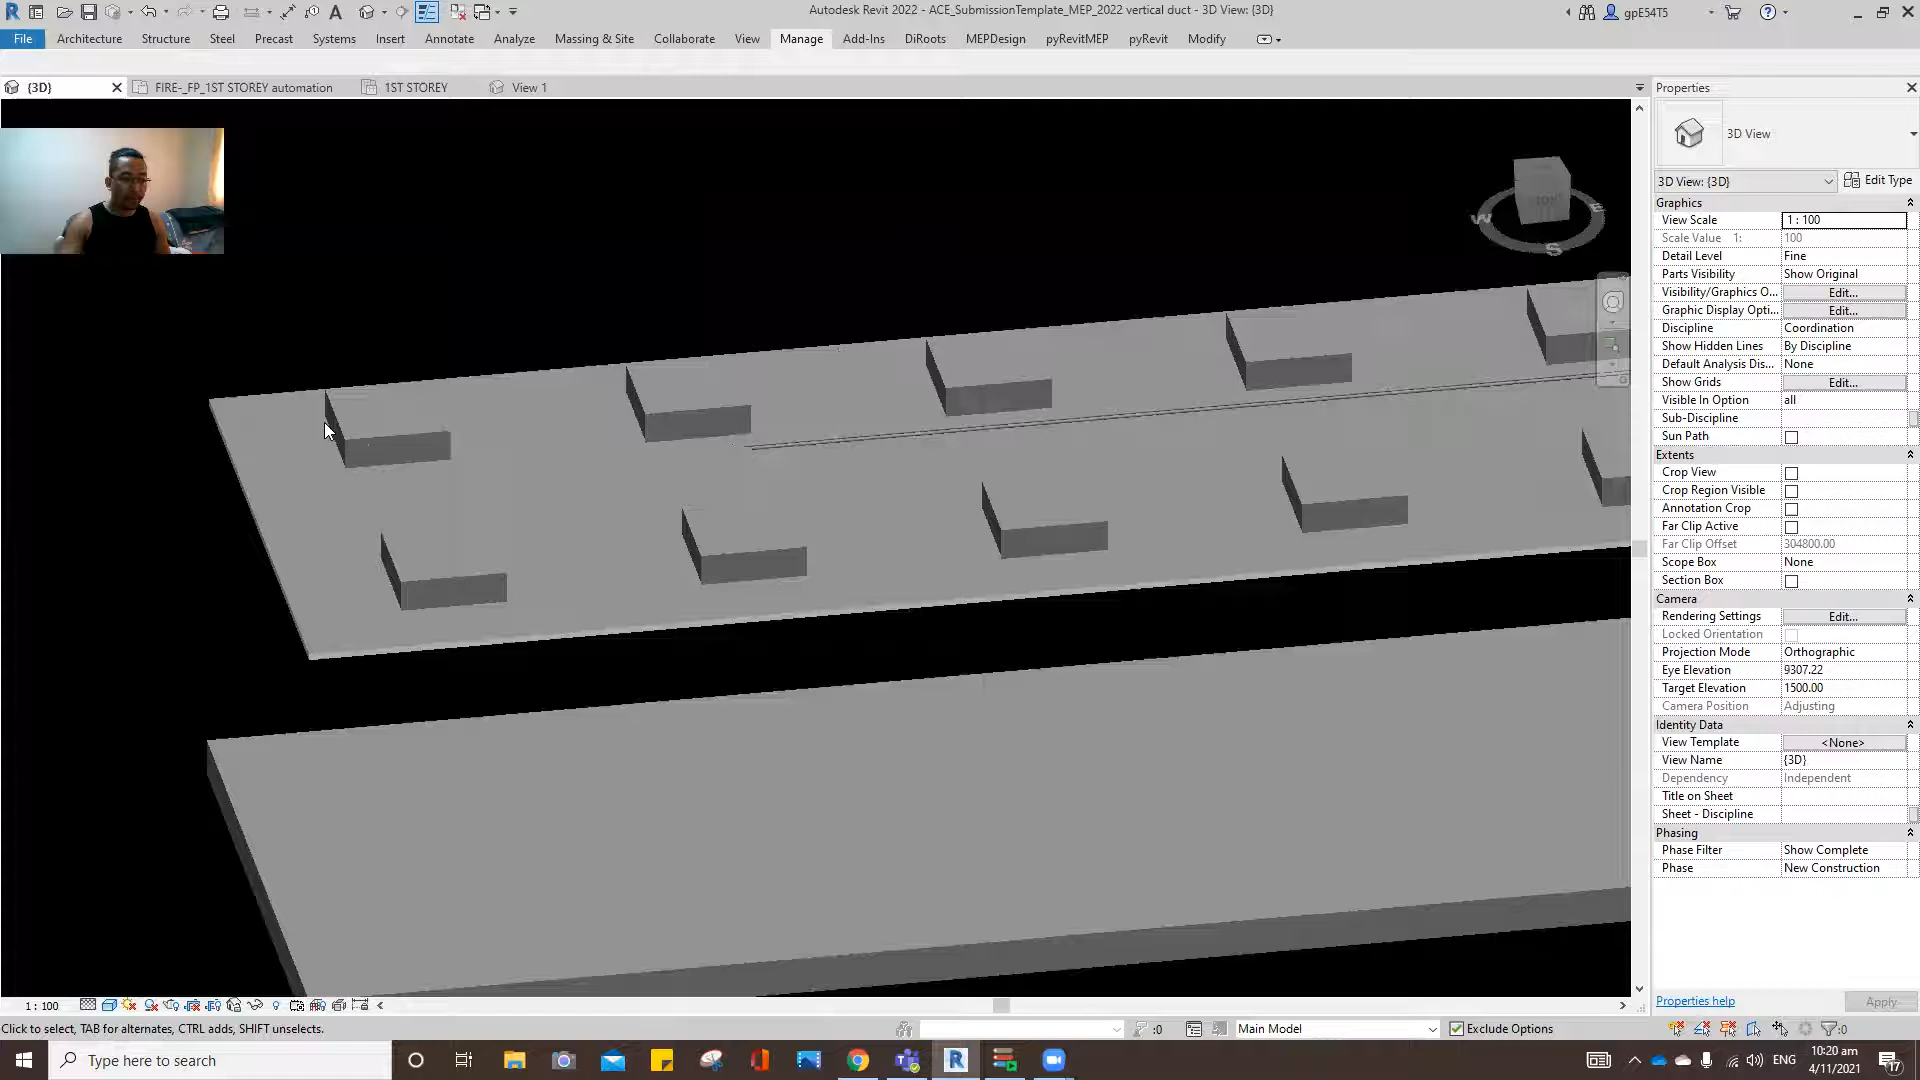 Autodesk Revit 2022 - ACE_SubmissionTemplate_MEP_2022 vertical duct - 3D View: {3D}
gpE54T5
File Architecture Structure Steel Precast Systems Insert Annotate Analyze Massing & Site Collaborate View Manage Add-Ins DiRoots MEPDesign pyRevitMEP pyRevit Modify
{3D} FIRE-_FP_1ST STOREY automation 1ST STOREY View 1
W E S
Properties
3D View
3D View: {3D} Edit Type
Graphics
View Scale 1 : 100
Scale Value 1: 100
Detail Level Fine
Parts Visibility Show Original
Visibility/Graphics O... Edit...
Graphic Display Opti... Edit...
Discipline Coordination
Show Hidden Lines By Discipline
Default Analysis Dis... None
Show Grids Edit...
Visible In Option all
Sub-Discipline
Sun Path
Extents
Crop View
Crop Region Visible
Annotation Crop
Far Clip Active
Far Clip Offset 304800.00
Scope Box None
Section Box
Camera
Rendering Settings Edit...
Locked Orientation
Projection Mode Orthographic
Eye Elevation 9307.22
Target Elevation 1500.00
Camera Position Adjusting
Identity Data
View Template <None>
View Name {3D}
Dependency Independent
Title on Sheet
Sheet - Discipline
Phasing
Phase Filter Show Complete
Phase New Construction
Properties help Apply
1 : 100
Click to select, TAB for alternates, CTRL adds, SHIFT unselects.
:0 Main Model Exclude Options :0
Type here to search
ENG
10:20 am
4/11/2021
17